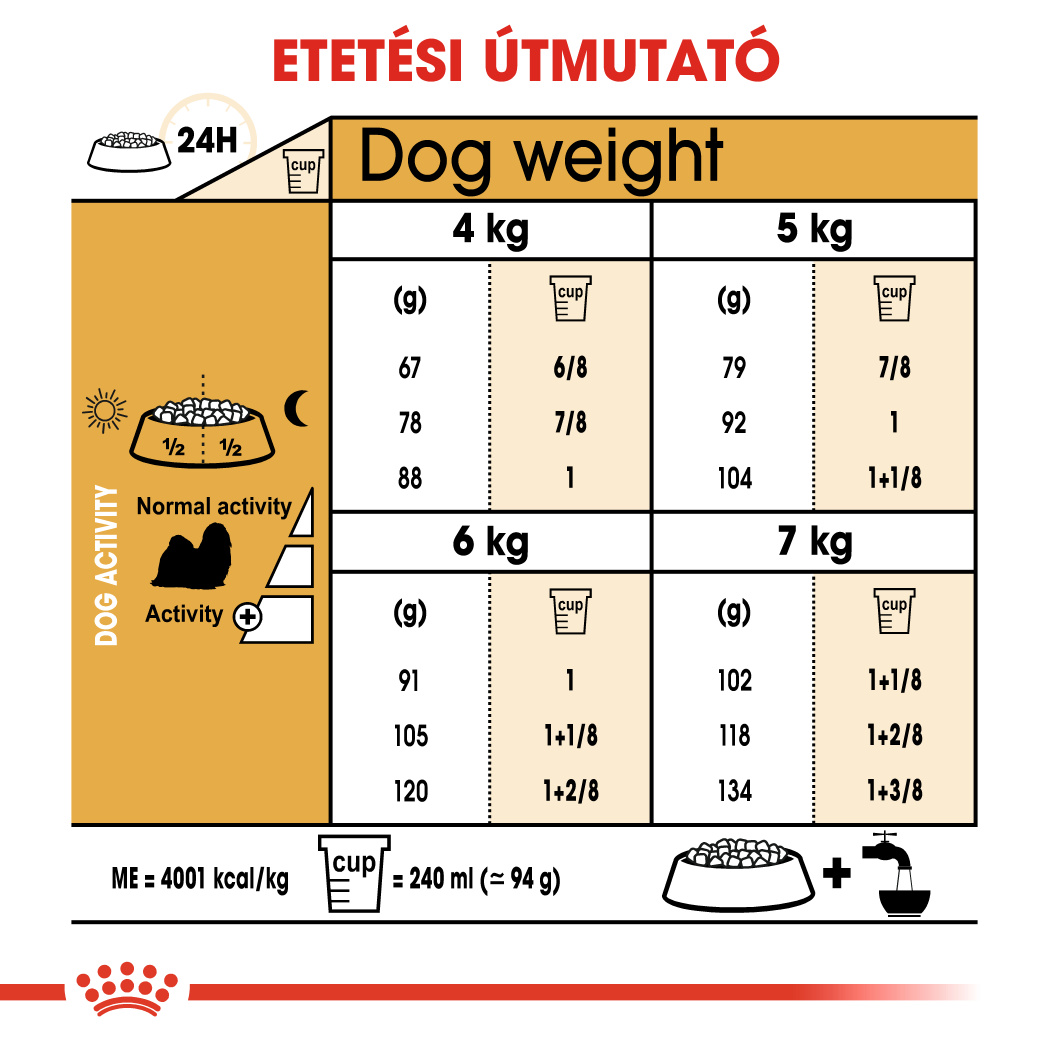 ETETÉSI ÚTMUTATÓ
24H
cup
Dog weight
4 kg 5 kg
(g) cup (g) cup
67 6/8 79 7/8
78 7/8 92 1
88 1 104 1+1/8
½ ½
DOG ACTIVITY
Normal activity
Activity +
6 kg 7 kg
(g) cup (g) cup
91 1 102 1+1/8
105 1+1/8 118 1+2/8
120 1+2/8 134 1+3/8
ME = 4001 kcal/kg cup = 240 ml (≃ 94 g) +